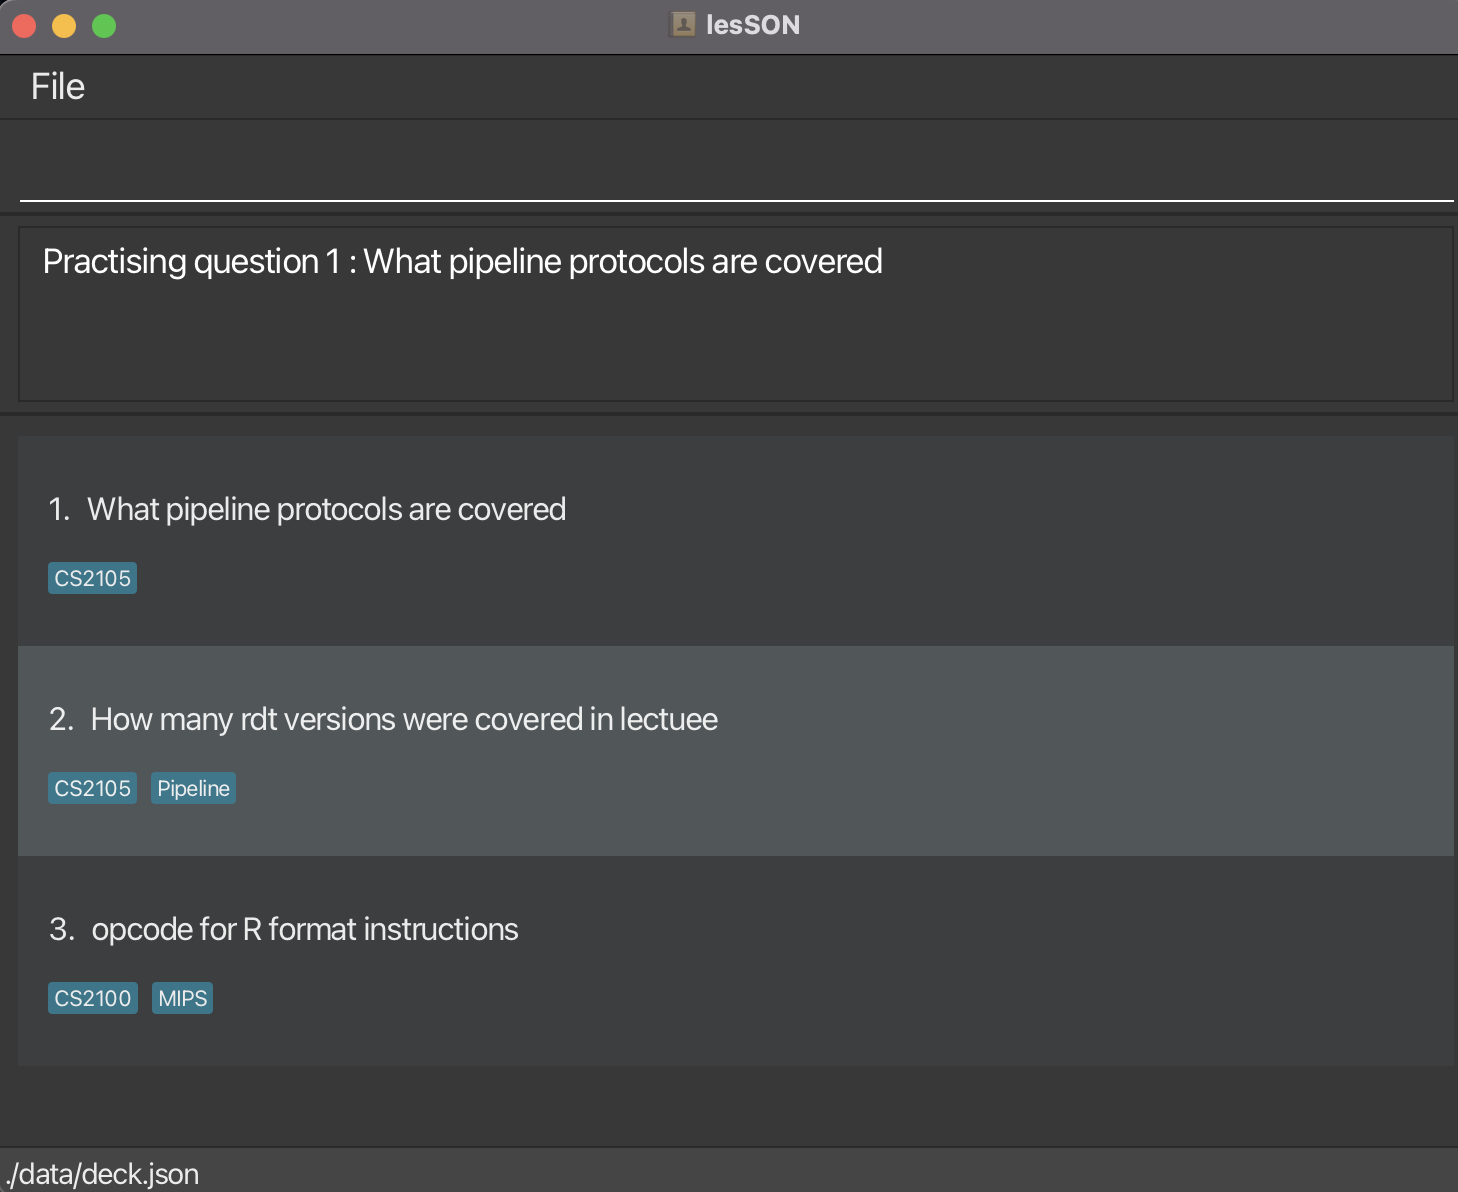 lesSON
File
Practising question 1 : What pipeline protocols are covered
1. What pipeline protocols are covered
CS2105
2. How many rdt versions were covered in lectuee
CS2105 Pipeline
3. opcode for R format instructions
CS2100 MIPS
./data/deck.json